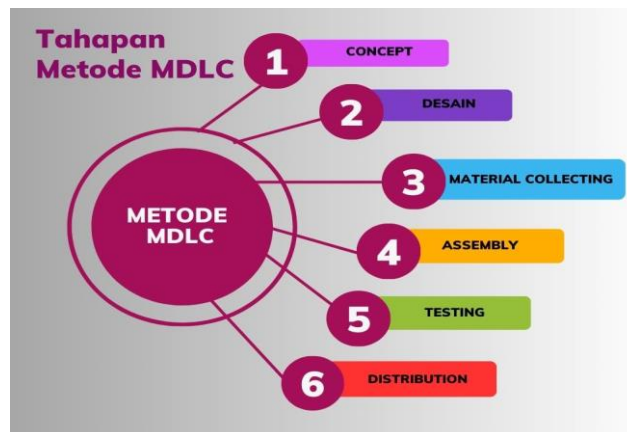 Tahapan
Metode MDLC
METODE
MDLC
1 CONCEPT
2 DESAIN
3 MATERIAL COLLECTING
4 ASSEMBLY
5 TESTING
6 DISTRIBUTION